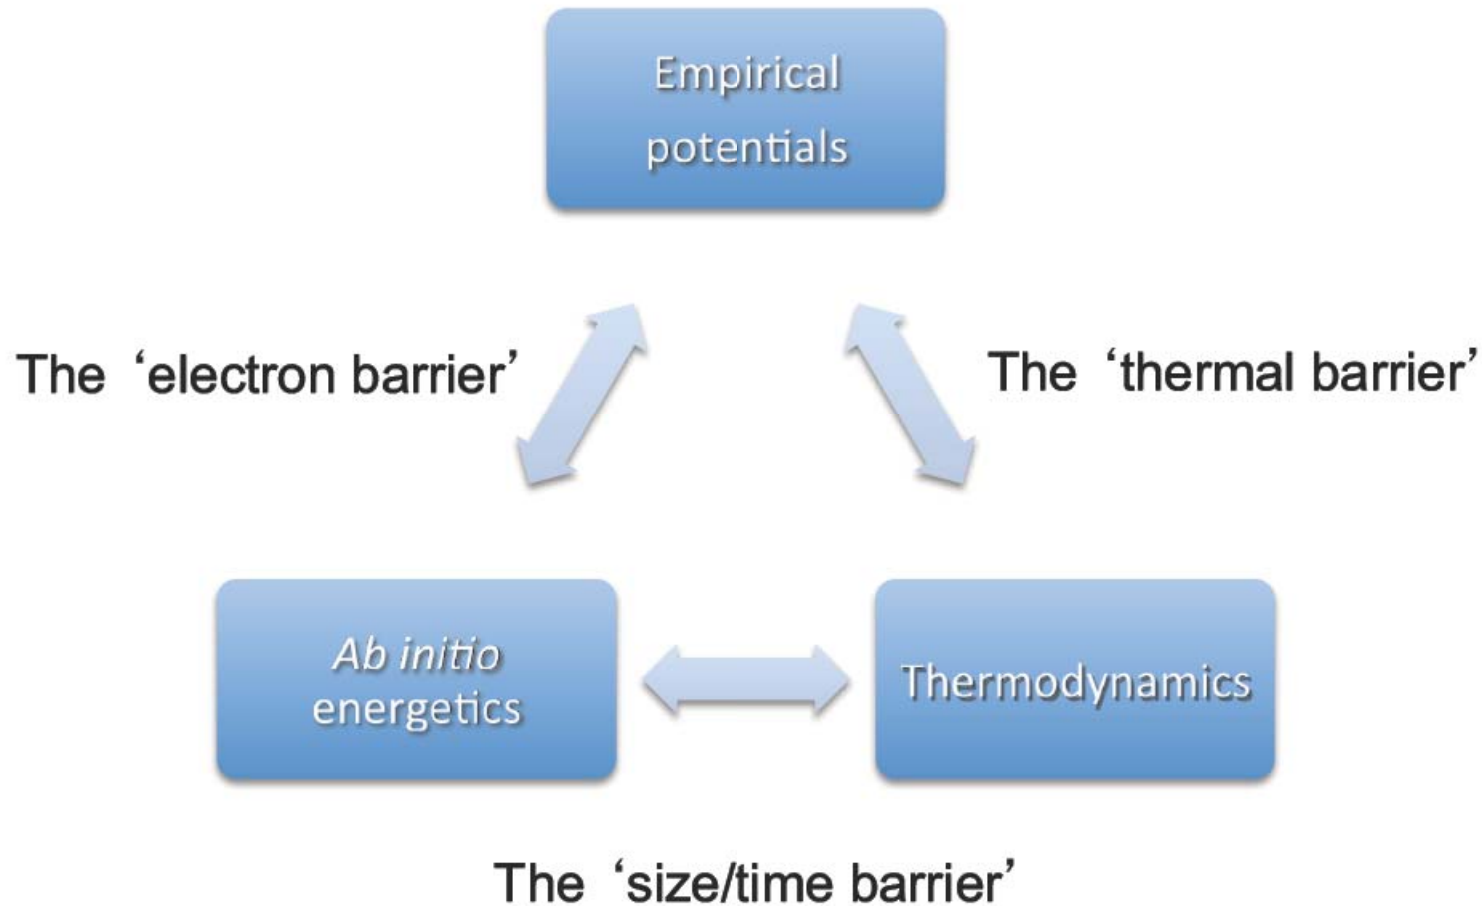 Empirical
potentials
The ‘electron barrier’
The ‘thermal barrier’
Ab initio
energetics
Thermodynamics
The ‘size/time barrier’